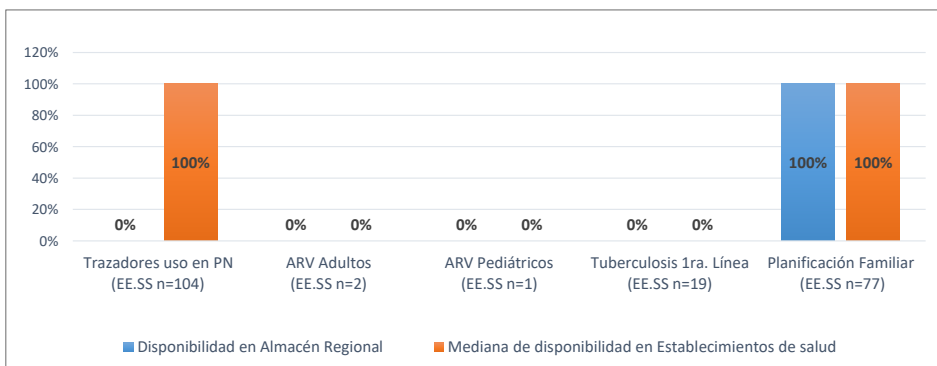 120%
100%
80%
60%
40%
20%
0%
0%
100%
0%
0%
0%
0%
0%
0%
100%
100%
Trazadores uso en PN
(EE.SS n=104)
ARV Adultos
(EE.SS n=2)
ARV Pediátricos
(EE.SS n=1)
Tuberculosis 1ra. Línea
(EE.SS n=19)
Planificación Familiar
(EE.SS n=77)
Disponibilidad en Almacén Regional
Mediana de disponibilidad en Establecimientos de salud